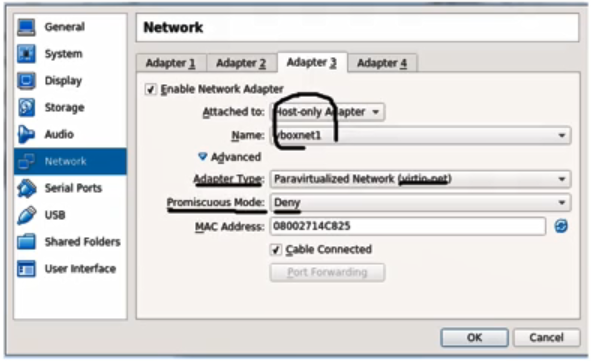 General
System
Display
Storage
Audio
Network
Serial Ports
USB
Shared Folders
User Interface
Network
Adapter 1 Adapter 2 Adapter 3 Adapter 4
Enable Network Adapter
Attached to: Host-only Adapter
Name: vboxnet1
Advanced
Adapter Type: Paravirtualized Network (virtio-net)
Promiscuous Mode: Deny
MAC Address: 08002714C825
Cable Connected
Port Forwarding
OK Cancel